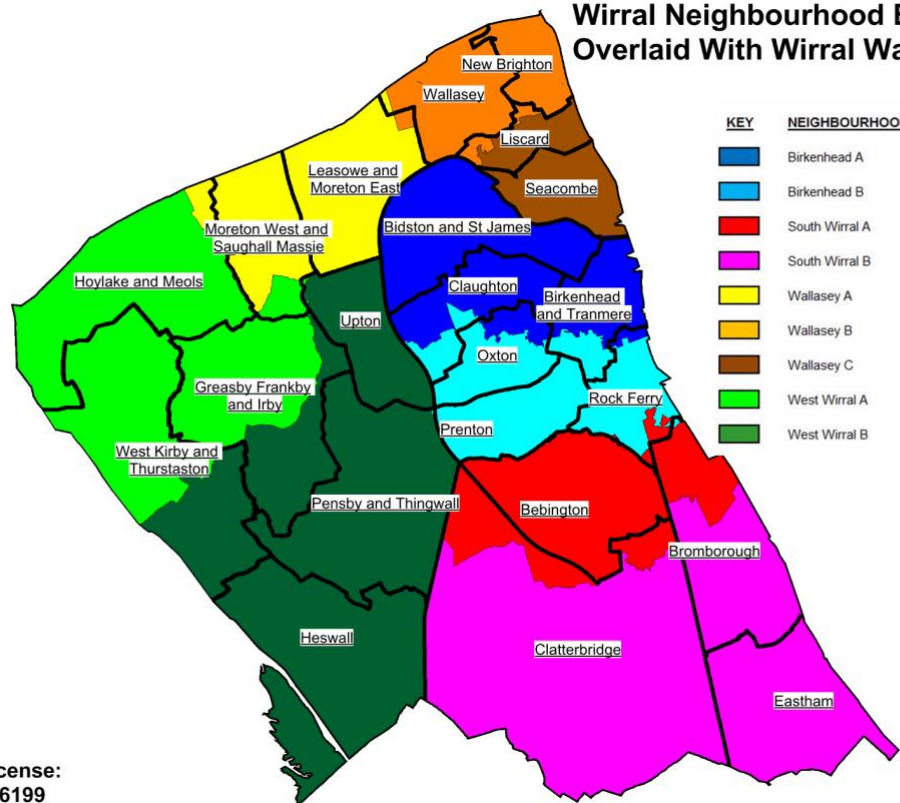 Wirral Neighbourhood
Overlaid With Wirral
KEY
Birkenhead A
Birkenhead B
South Wirral A
South Wirral B
Wallasey A
Wallasey B
Wallasey C
West Wirral A
West Wirral B
New Brighton
Wallasey
Liscard
Leasowe and
Moreton East
Seacombe
Moreton West and
Saughall Massie
Bidston and St James
Hoylake and Meols
Claughton
Birkenhead
and Tranmere
Upton
Oxton
Greasby Frankby
and Irby
Rock Ferry
Prenton
West Kirby and
Thurstaston
Pensby and Thingwall
Bebington
Bromborough
Heswall
Clatterbridge
Eastham
cense:
6199